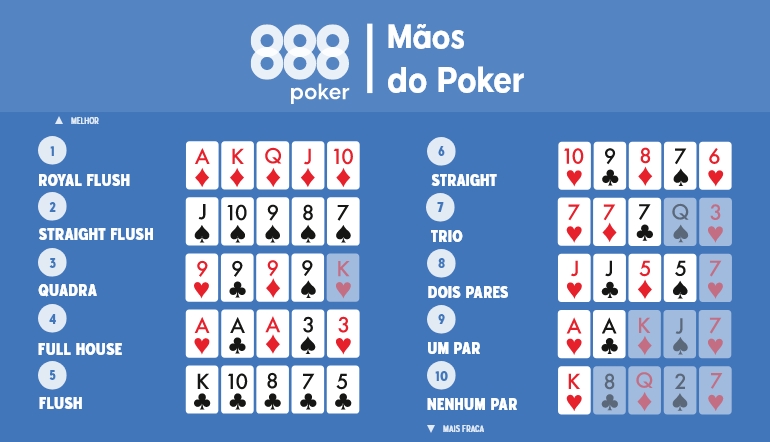 888
poker
Mãos
do Poker
MELHOR
1
ROYAL FLUSH
A K Q J 10
2
STRAIGHT FLUSH
J 10 9 8 7
3
QUADRA
9 9 9 9 K
4
FULL HOUSE
A A A 3 3
5
FLUSH
K 10 8 7 5
6
STRAIGHT
10 9 8 7 6
7
TRIO
7 7 7 Q 3
8
DOIS PARES
J J 5 5 7
9
UM PAR
A A K J 7
10
NENHUM PAR
K 8 Q 2 7
MAIS FRACA